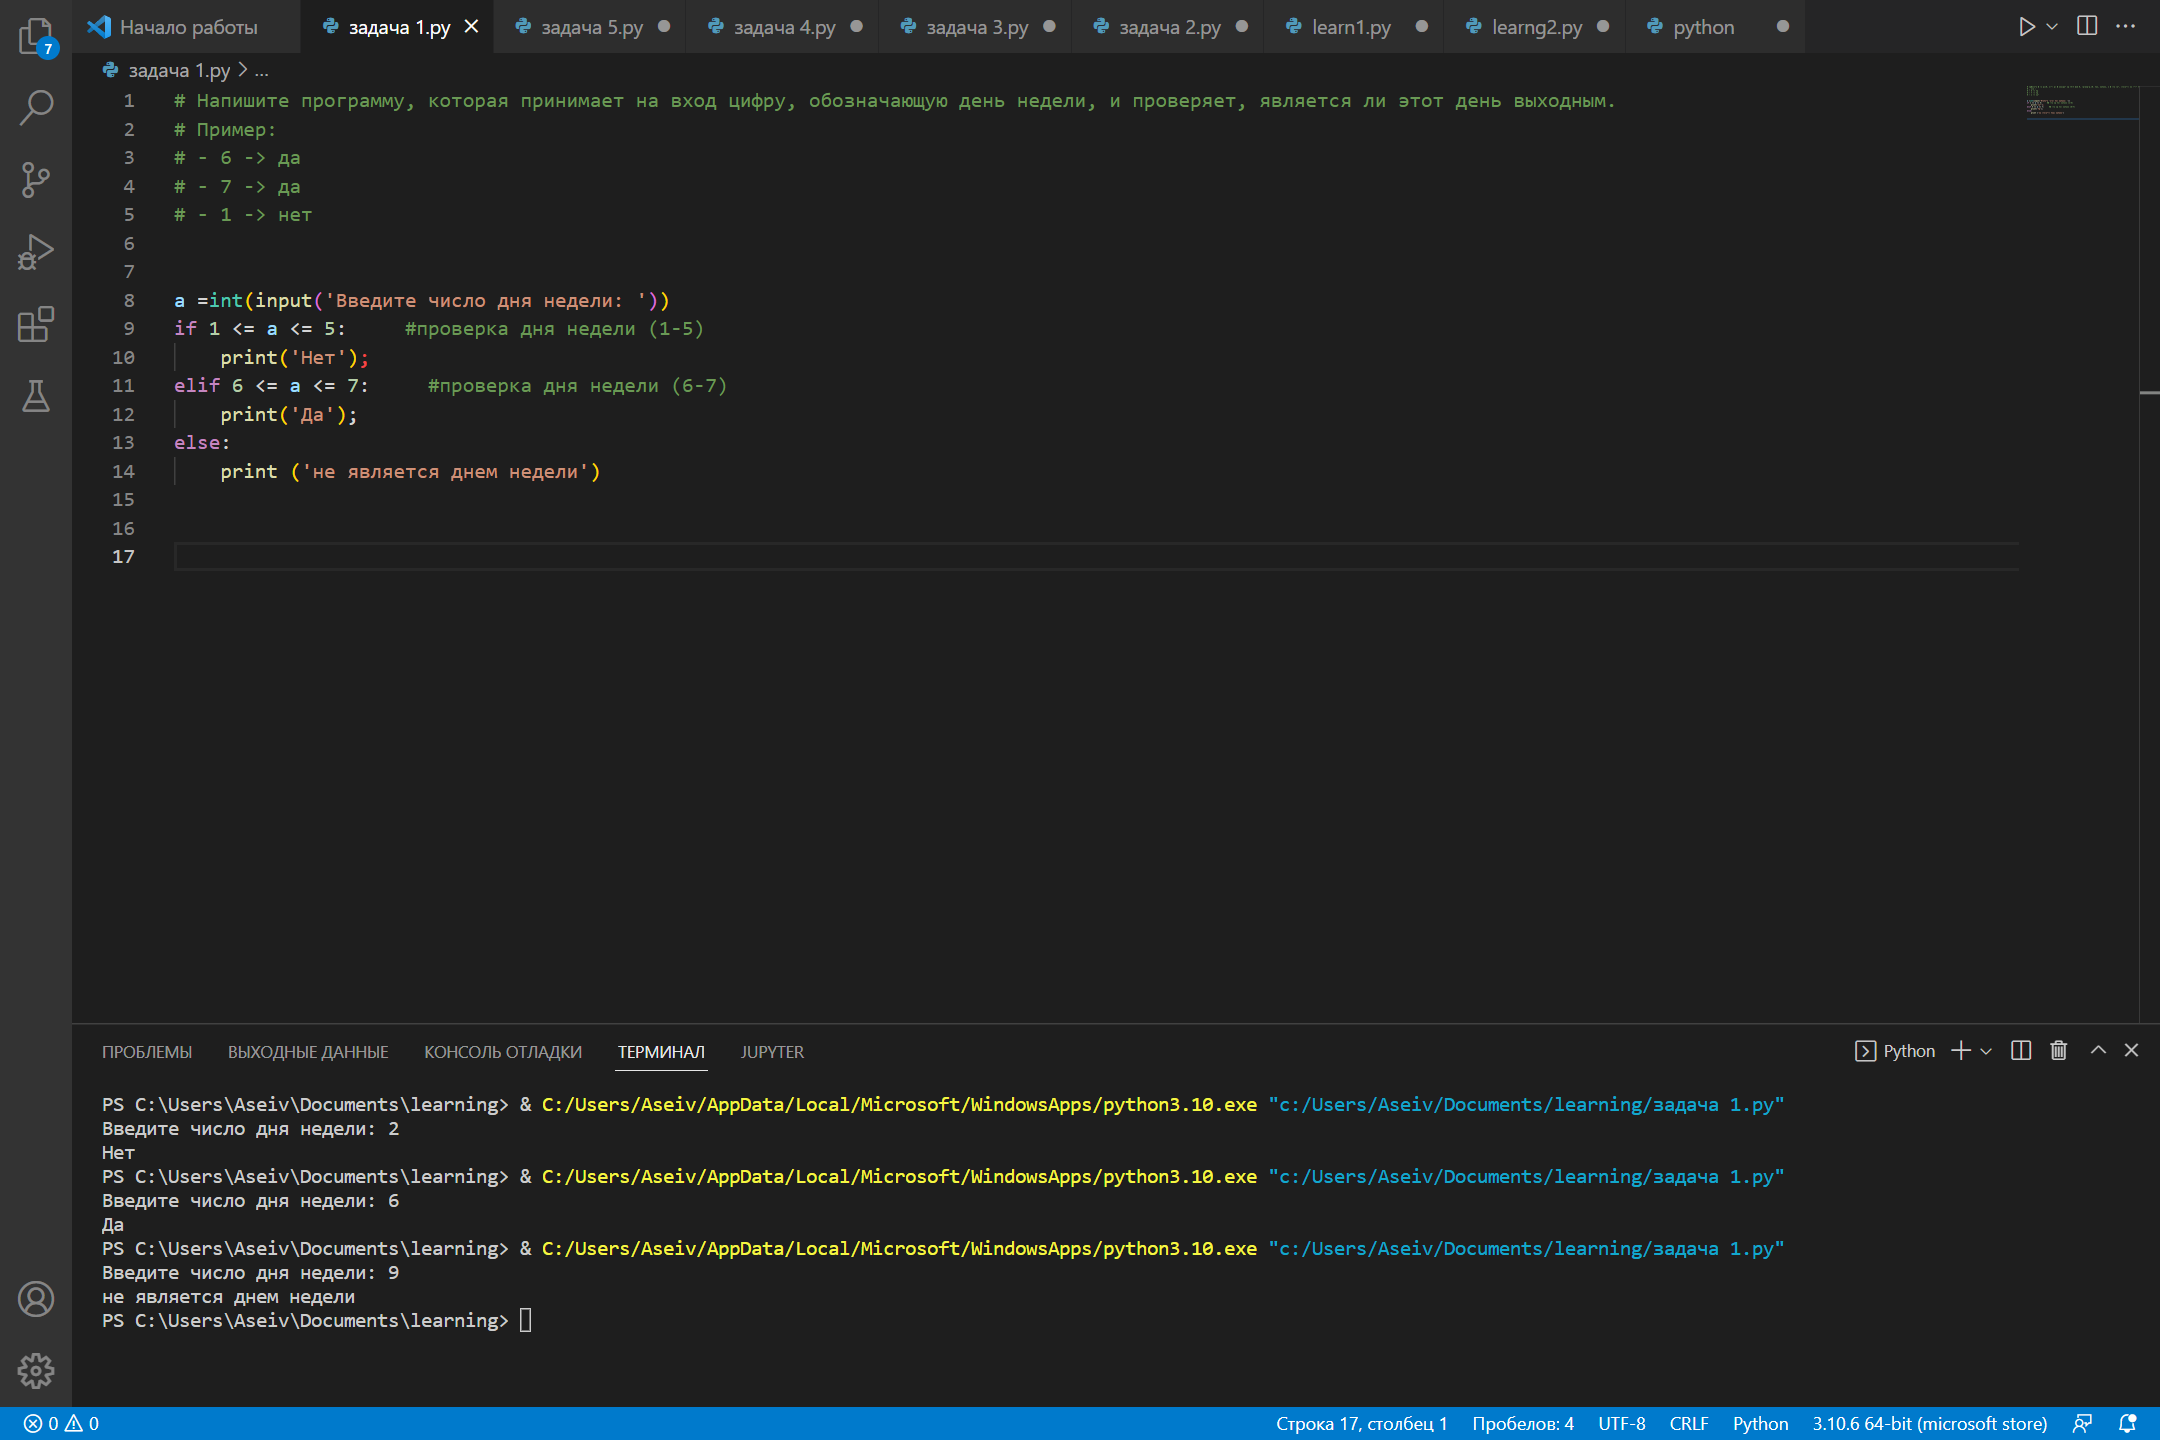 7
Начало работы
задача 1.py
задача 5.py
задача 4.py
задача 3.py
задача 2.py
learn1.py
learng2.py
python
задача 1.py > ...
1 # Напишите программу, которая принимает на вход цифру, обозначающую день недели, и проверяет, является ли этот день выходным.
2 # Пример:
3 # - 6 -> да
4 # - 7 -> да
5 # - 1 -> нет
6
7
8 a =int(input('Введите число дня недели: '))
9 if 1 <= a <= 5:     #проверка дня недели (1-5)
10     print('Нет');
11 elif 6 <= a <= 7:     #проверка дня недели (6-7)
12     print('Да');
13 else:
14     print ('не является днем недели')
15
16
17
ПРОБЛЕМЫ ВЫХОДНЫЕ ДАННЫЕ КОНСОЛЬ ОТЛАДКИ ТЕРМИНАЛ JUPYTER
Python
PS C:\Users\Aseiv\Documents\learning> & C:/Users/Aseiv/AppData/Local/Microsoft/WindowsApps/python3.10.exe "c:/Users/Aseiv/Documents/learning/задача 1.py"
Введите число дня недели: 2
Нет
PS C:\Users\Aseiv\Documents\learning> & C:/Users/Aseiv/AppData/Local/Microsoft/WindowsApps/python3.10.exe "c:/Users/Aseiv/Documents/learning/задача 1.py"
Введите число дня недели: 6
Да
PS C:\Users\Aseiv\Documents\learning> & C:/Users/Aseiv/AppData/Local/Microsoft/WindowsApps/python3.10.exe "c:/Users/Aseiv/Documents/learning/задача 1.py"
Введите число дня недели: 9
не является днем недели
PS C:\Users\Aseiv\Documents\learning>
0 0 Строка 17, столбец 1 Пробелов: 4 UTF-8 CRLF Python 3.10.6 64-bit (microsoft store)